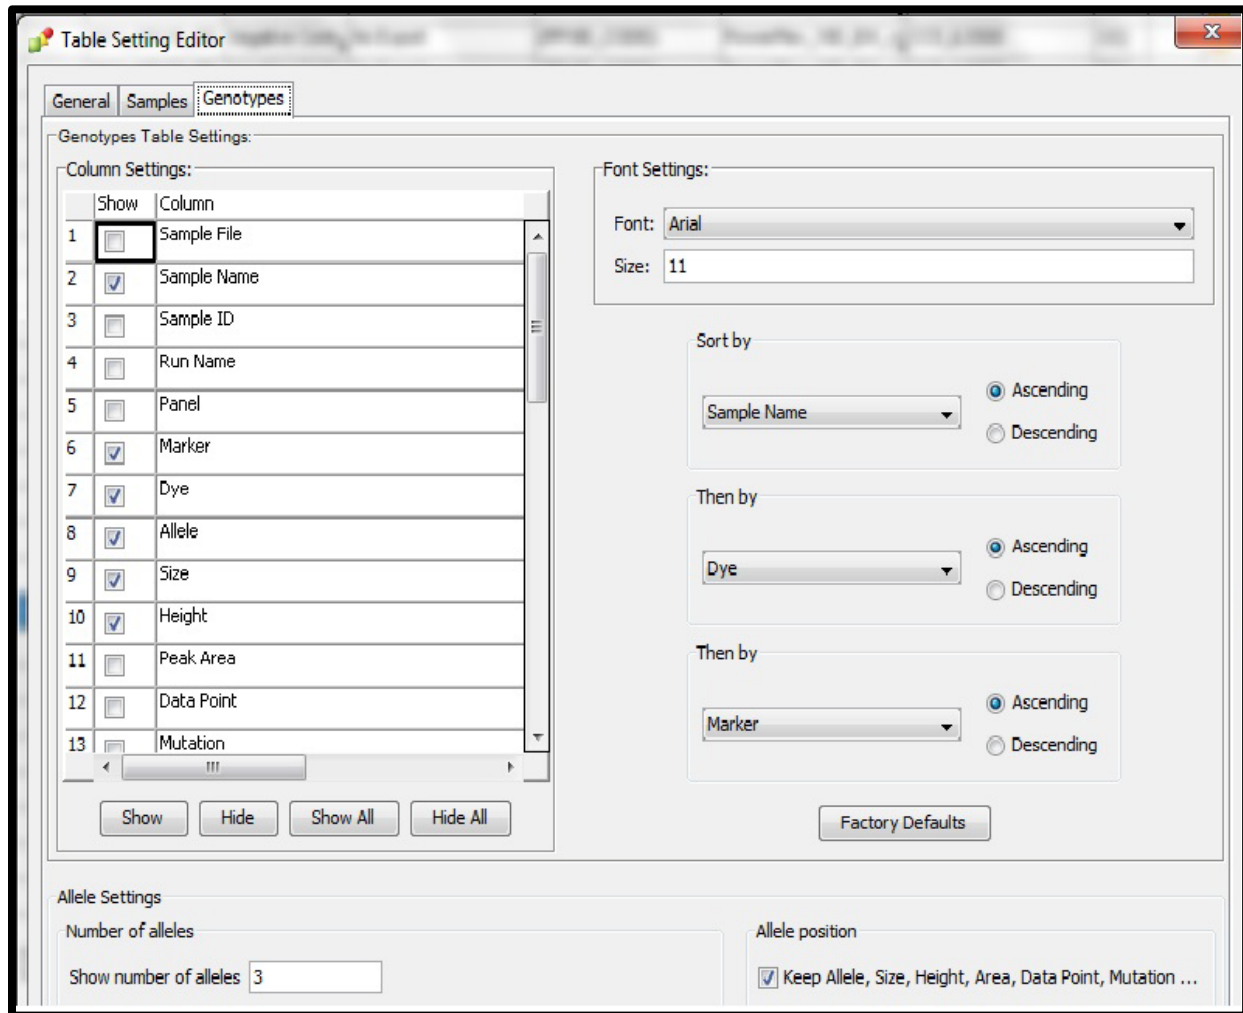 Table Setting Editor
General Samples Genotypes
Genotypes Table Settings:
Column Settings:
Show Column
1 Sample File
2 Sample Name
3 Sample ID
4 Run Name
5 Panel
6 Marker
7 Dye
8 Allele
9 Size
10 Height
11 Peak Area
12 Data Point
13 Mutation
Show Hide Show All Hide All
Font Settings:
Font: Arial
Size: 11
Sort by
Sample Name
Ascending
Descending
Then by
Dye
Ascending
Descending
Then by
Marker
Ascending
Descending
Factory Defaults
Allele Settings
Number of alleles
Show number of alleles 3
Allele position
Keep Allele, Size, Height, Area, Data Point, Mutation ...